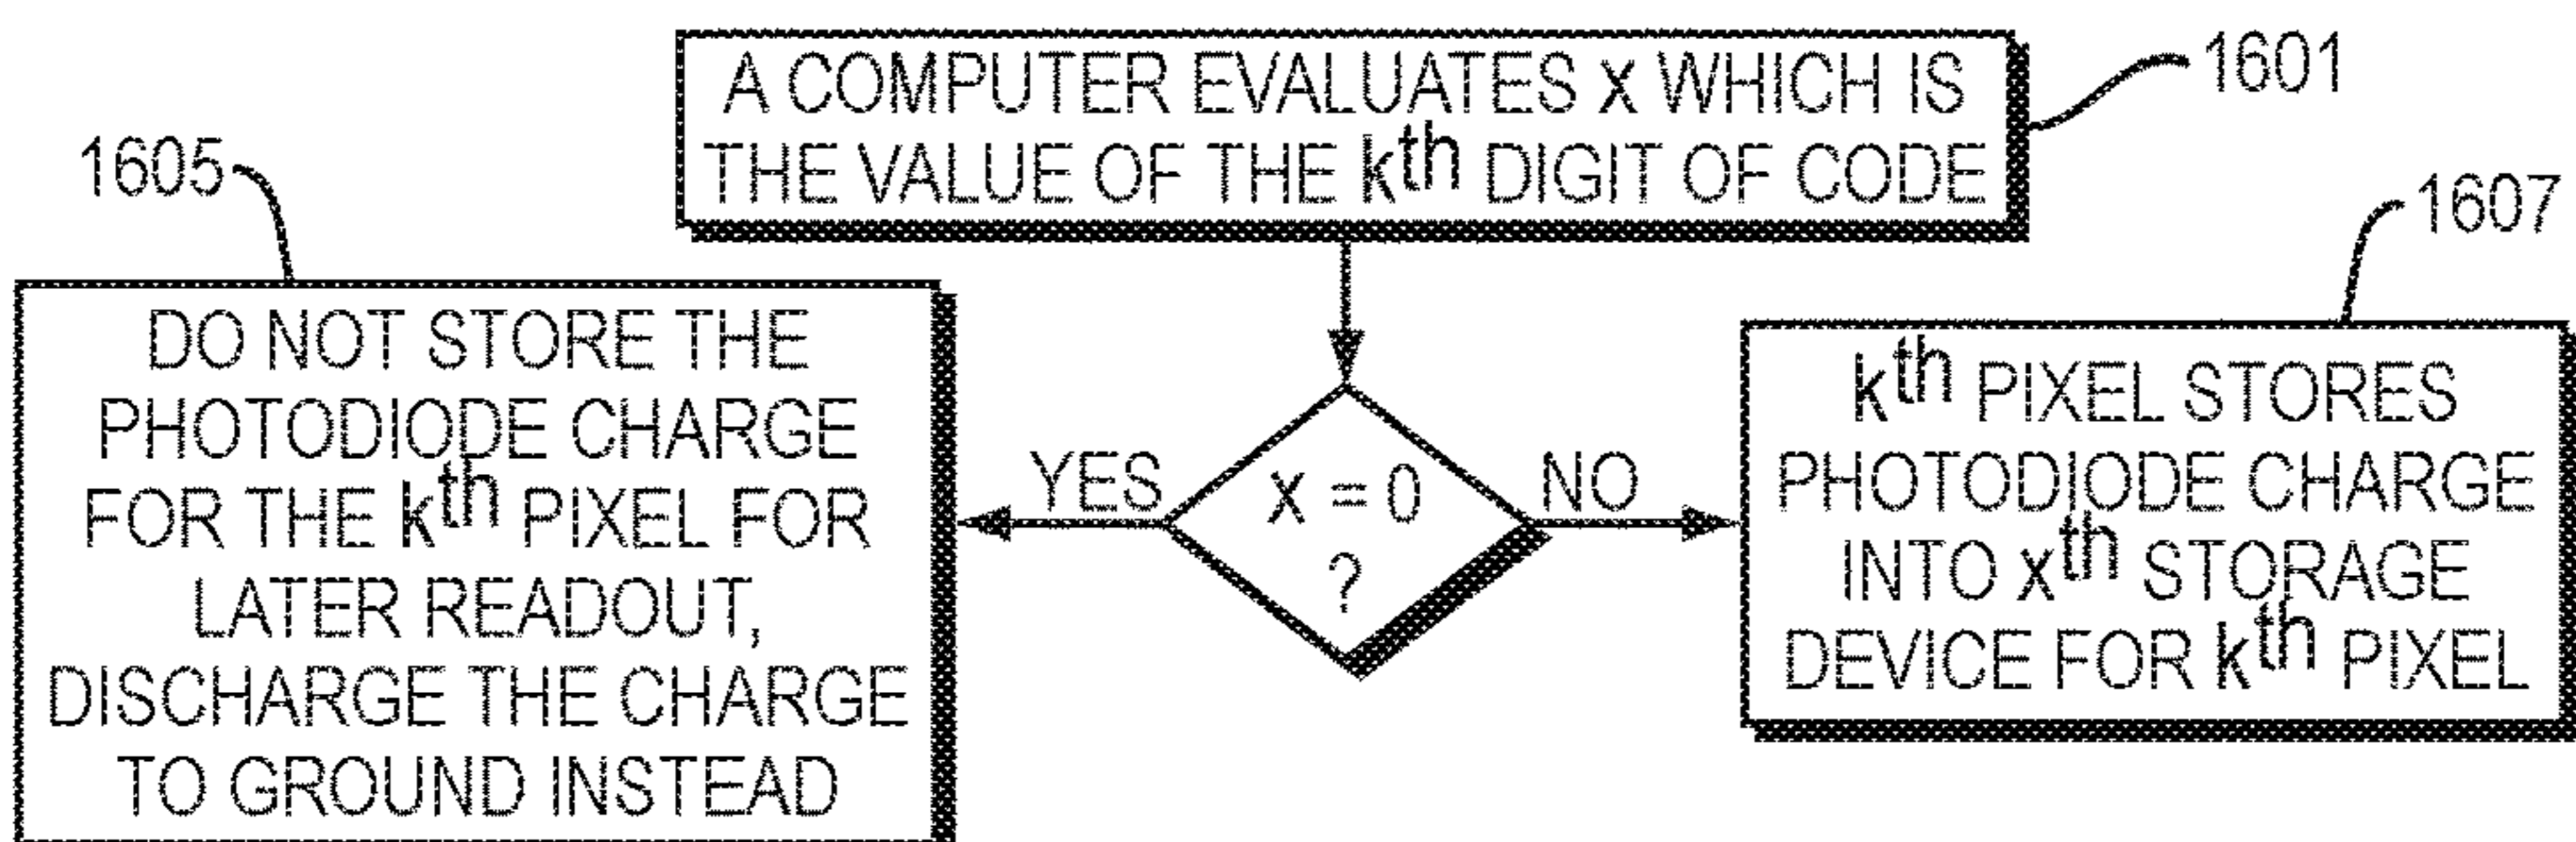 A COMPUTER EVALUATES x WHICH IS
THE VALUE OF THE kth DIGIT OF CODE
1601
1605
DO NOT STORE THE
PHOTODIODE CHARGE
FOR THE kth PIXEL FOR
LATER READOUT,
DISCHARGE THE CHARGE
TO GROUND INSTEAD
YES
x = 0
?
NO
1607
kth PIXEL STORES
PHOTODIODE CHARGE
INTO xth STORAGE
DEVICE FOR kth PIXEL